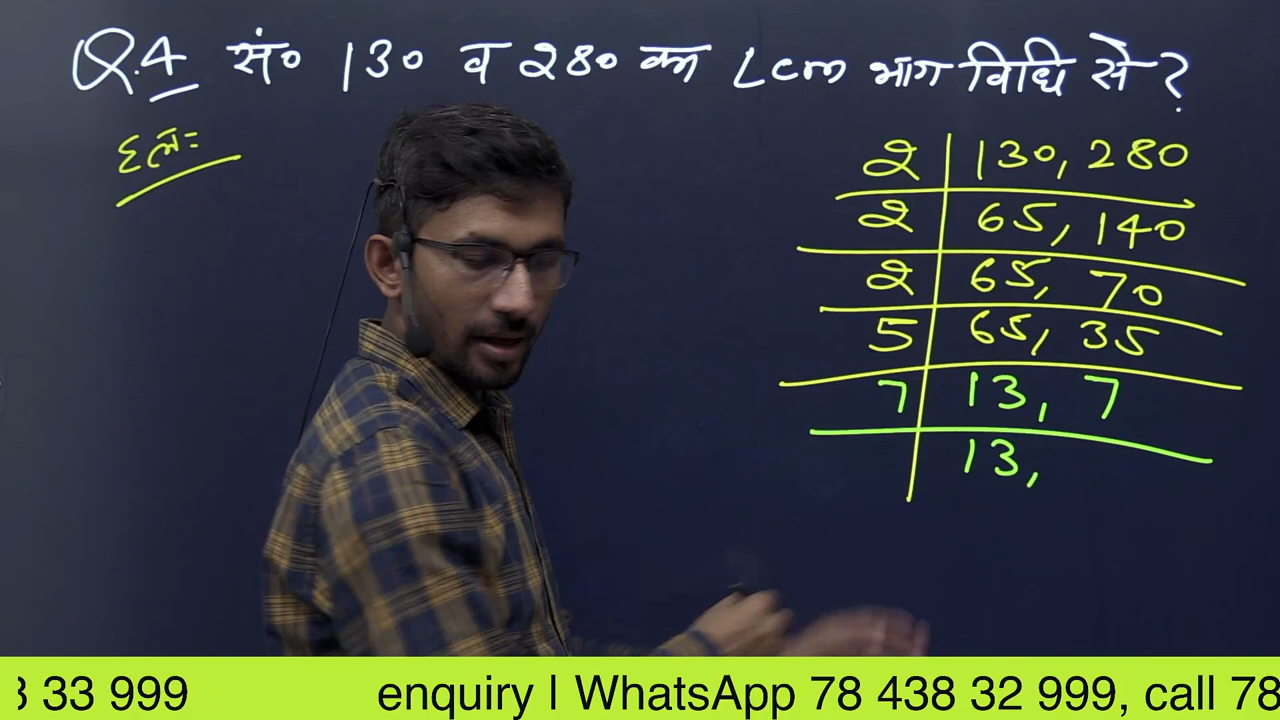 Q.4 सं० 130 व 280 का Lcm भाग विधि से ?
हल:-
2 | 130, 280
2 | 65, 140
2 | 65, 70
5 | 65, 35
7 | 13, 7
13,
3 33 999 enquiry | WhatsApp 78 438 32 999, call 78